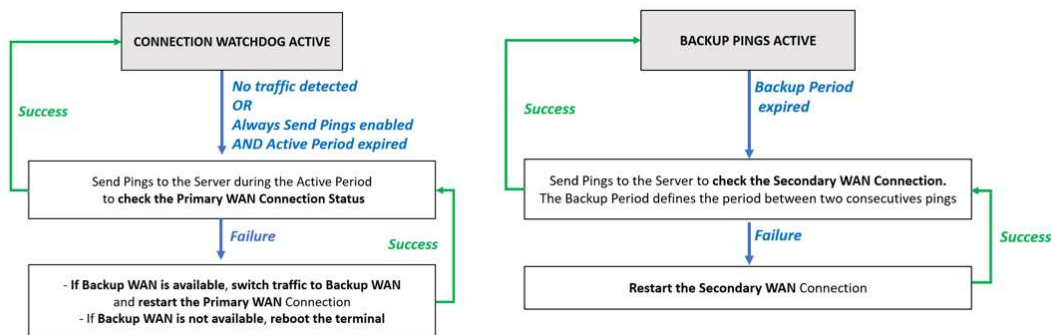 CONNECTION WATCHDOG ACTIVE
No traffic detected
OR
Always Send Pings enabled
AND Active Period expired
Success
Send Pings to the Server during the Active Period
to check the Primary WAN Connection Status
Failure
Success
- If Backup WAN is available, switch traffic to Backup WAN
and restart the Primary WAN Connection
- If Backup WAN is not available, reboot the terminal
BACKUP PINGS ACTIVE
Backup Period
expired
Success
Send Pings to the Server to check the Secondary WAN Connection.
The Backup Period defines the period between two consecutives pings
Failure
Success
Restart the Secondary WAN Connection